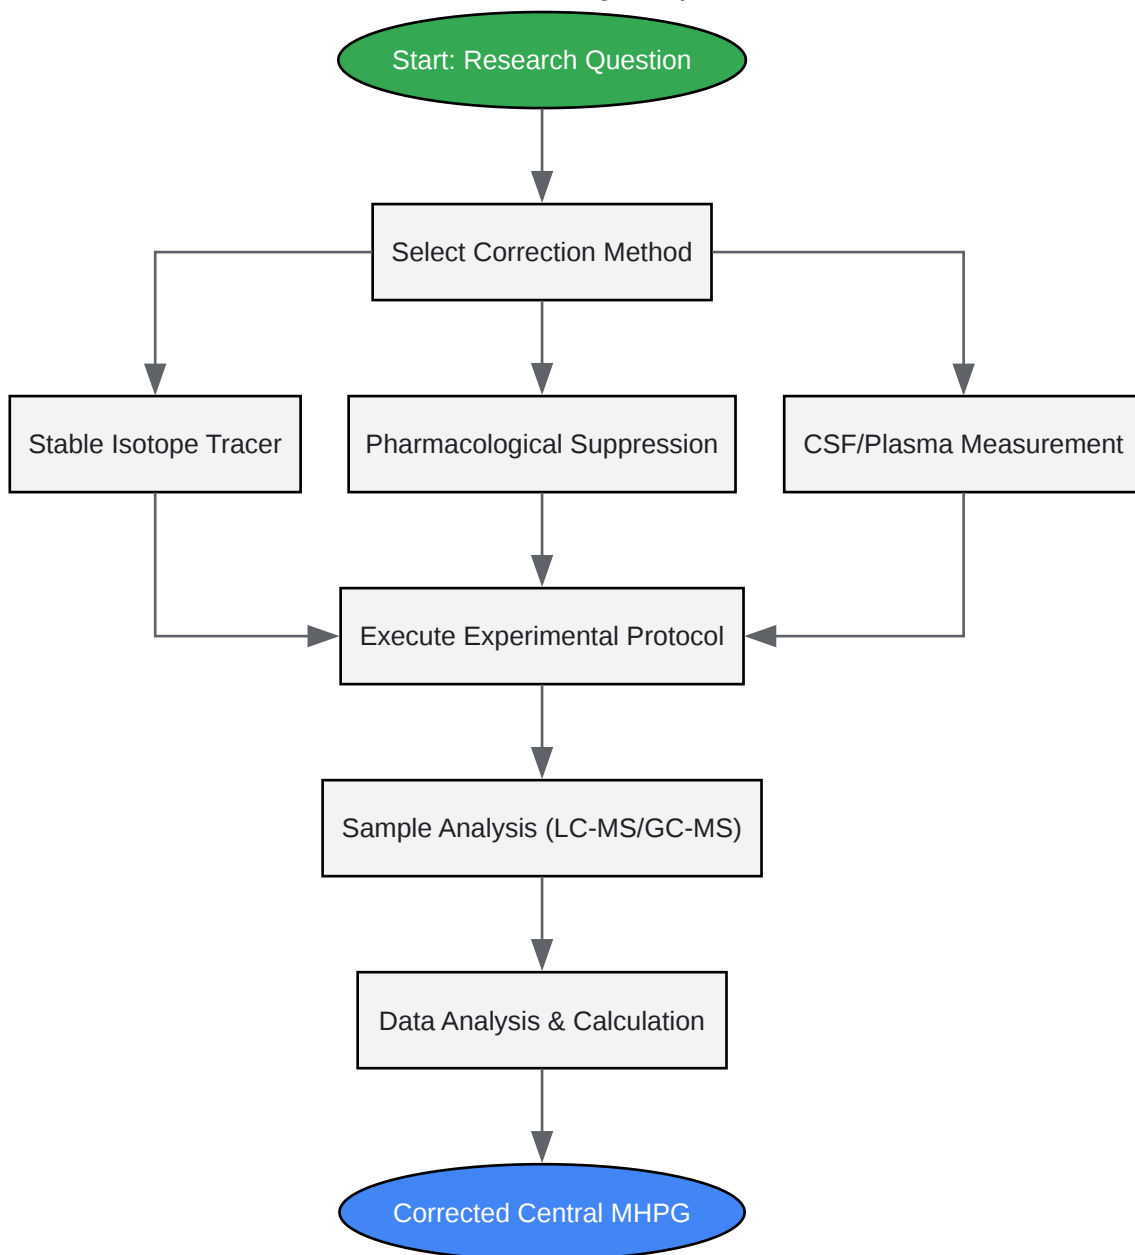 Start: Research Question
Select Correction Method
Stable Isotope Tracer
Pharmacological Suppression
CSF/Plasma Measurement
Execute Experimental Protocol
Sample Analysis (LC-MS/GC-MS)
Data Analysis & Calculation
Corrected Central MHPG